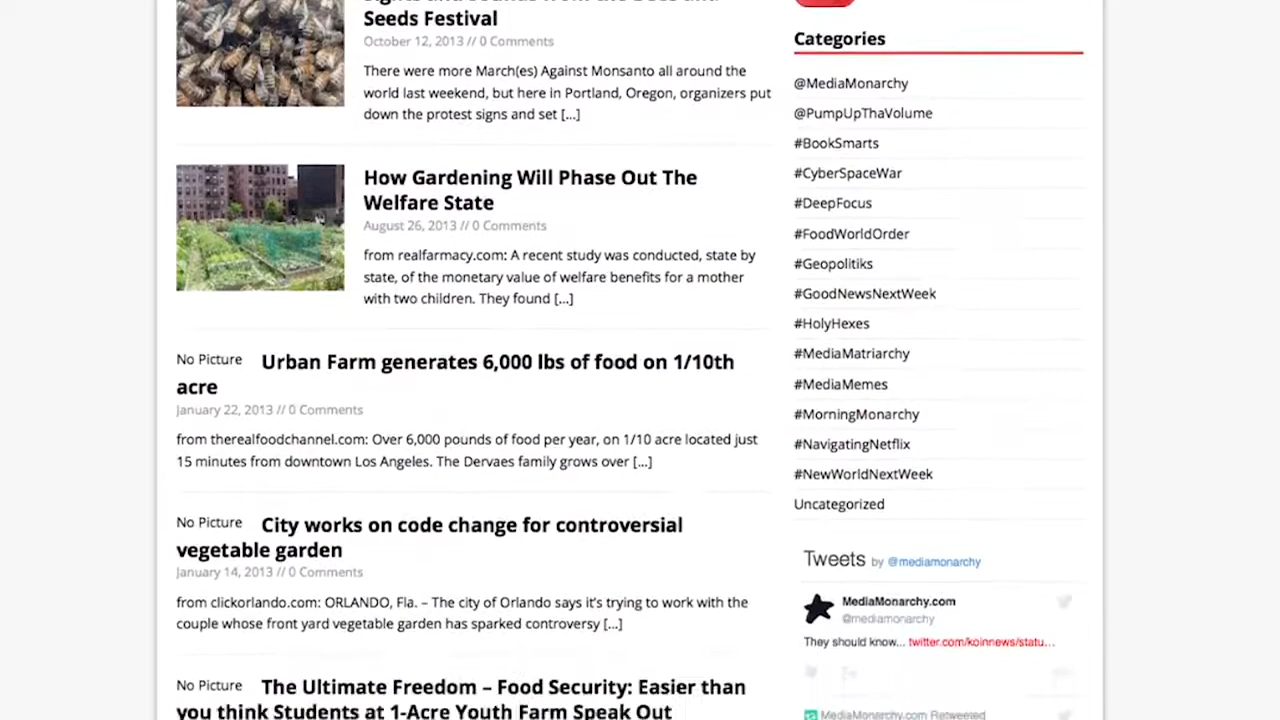 Seeds Festival
October 12, 2013 // 0 Comments
There were more March(es) Against Monsanto all around the
world last weekend, but here in Portland, Oregon, organizers put
down the protest signs and set [...]
How Gardening Will Phase Out The
Welfare State
August 26, 2013 // 0 Comments
from realfarmacy.com: A recent study was conducted, state by
state, of the monetary value of welfare benefits for a mother
with two children. They found [...]
No Picture Urban Farm generates 6,000 lbs of food on 1/10th
acre
January 22, 2013 // 0 Comments
from therealfoodchannel.com: Over 6,000 pounds of food per year, on 1/10 acre located just
15 minutes from downtown Los Angeles. The Dervaes family grows over [...]
No Picture City works on code change for controversial
vegetable garden
January 14, 2013 // 0 Comments
from clickorlando.com: ORLANDO, Fla. – The city of Orlando says it's trying to work with the
couple whose front yard vegetable garden has sparked controversy [...]
No Picture The Ultimate Freedom – Food Security: Easier than
you think Students at 1-Acre Youth Farm Speak Out
Categories
@MediaMonarchy
@PumpUpThaVolume
#BookSmarts
#CyberSpaceWar
#DeepFocus
#FoodWorldOrder
#Geopolitiks
#GoodNewsNextWeek
#HolyHexes
#MediaMatriarchy
#MediaMemes
#MorningMonarchy
#NavigatingNetflix
#NewWorldNextWeek
Uncategorized
Tweets by @mediamonarchy
MediaMonarchy.com
@mediamonarchy
They should know... twitter.com/koinnews/statu...
MediaMonarchy.com Retweeted